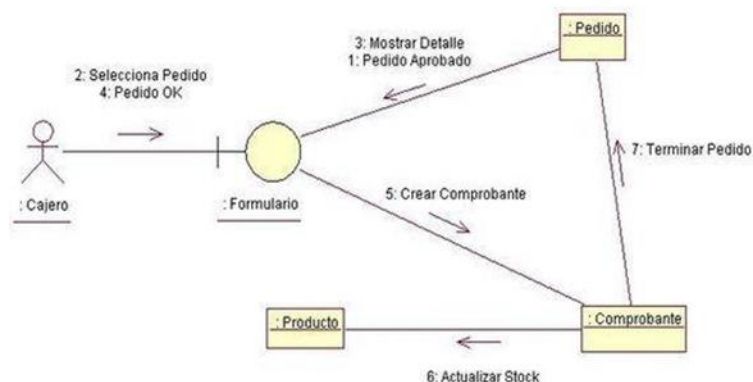 : Pedido
3: Mostrar Detalle
1: Pedido Aprobado
2: Selecciona Pedido
4: Pedido OK
7: Terminar Pedido
: Cajero
: Formulario
5: Crear Comprobante
: Producto
: Comprobante
6: Actualizar Stock